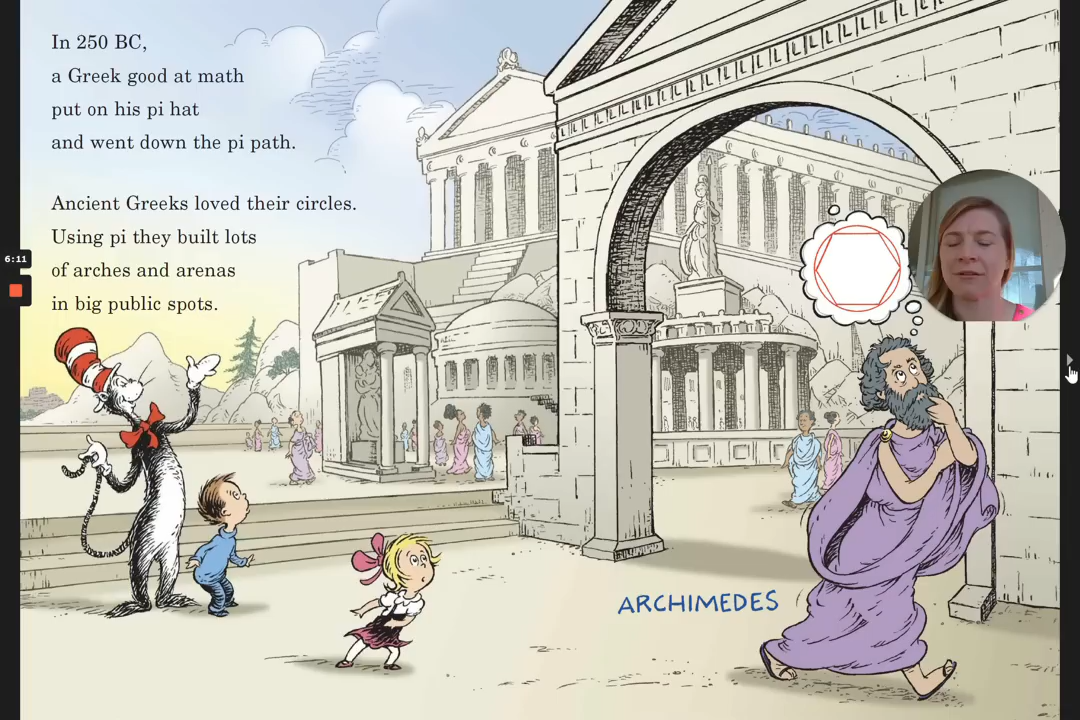 In 250 BC,
a Greek good at math
put on his pi hat
and went down the pi path.
Ancient Greeks loved their circles.
Using pi they built lots
of arches and arenas
in big public spots.
6:11
ARCHIMEDES